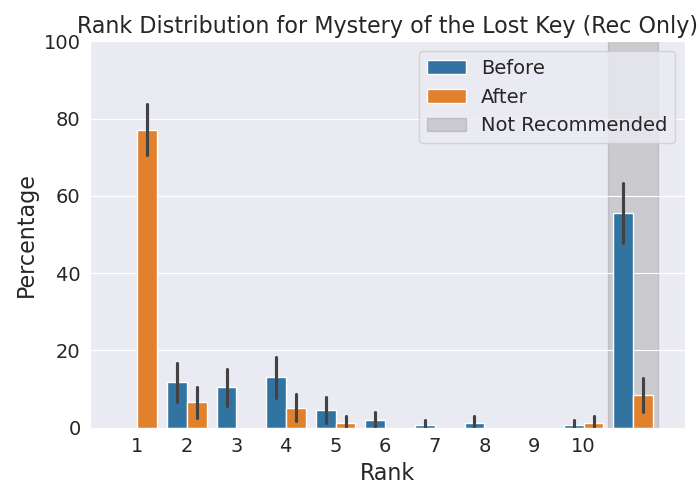 Rank Distribution for Mystery of the Lost Key (Rec Only)
100
80
60
40
20
0
Percentage
Before
After
Not Recommended
1 2 3 4 5 6 7 8 9 10
Rank